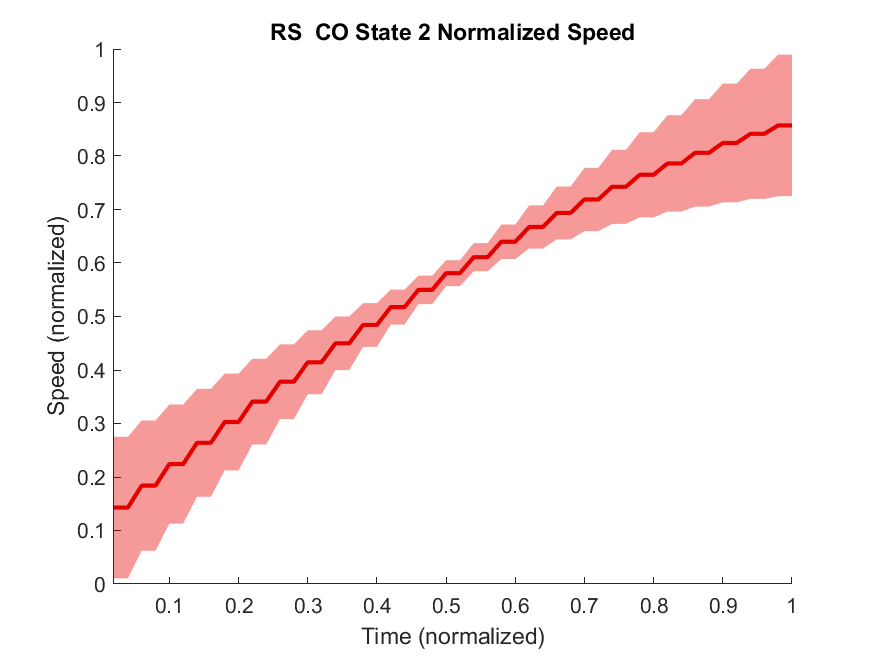 RS  CO State 2 Normalized Speed
1
0.9
0.8
0.7
0.6
0.5
0.4
0.3
0.2
0.1
0
Speed (normalized)
0.1 0.2 0.3 0.4 0.5 0.6 0.7 0.8 0.9 1
Time (normalized)